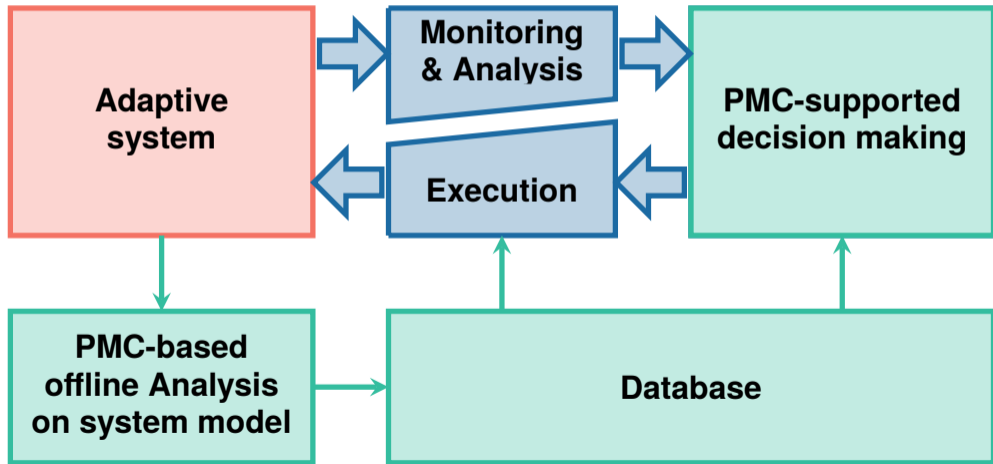 Adaptive
system
Monitoring
& Analysis
PMC-supported
decision making
Execution
PMC-based
offline Analysis
on system model
Database